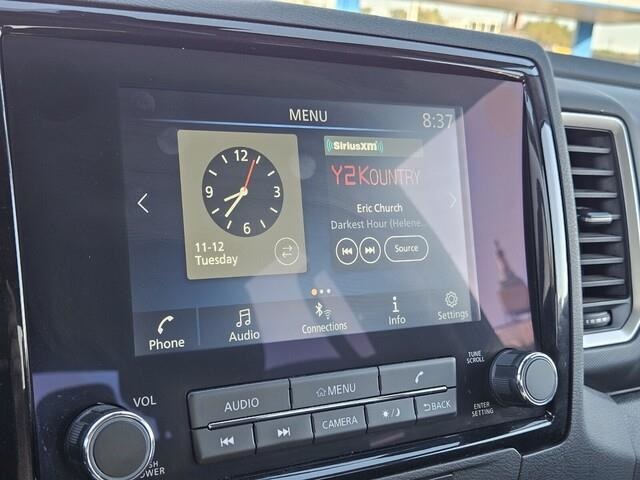 MENU
8:37
12
3
6
9
11-12
Tuesday
SiriusXM
Y2KOUNTRY
Eric Church
Darkest Hour (Helene...
Source
Phone
Audio
Connections
Info
Settings
VOL
AUDIO
MENU
CAMERA
BACK
TUNE
SCROLL
ENTER
SETTING